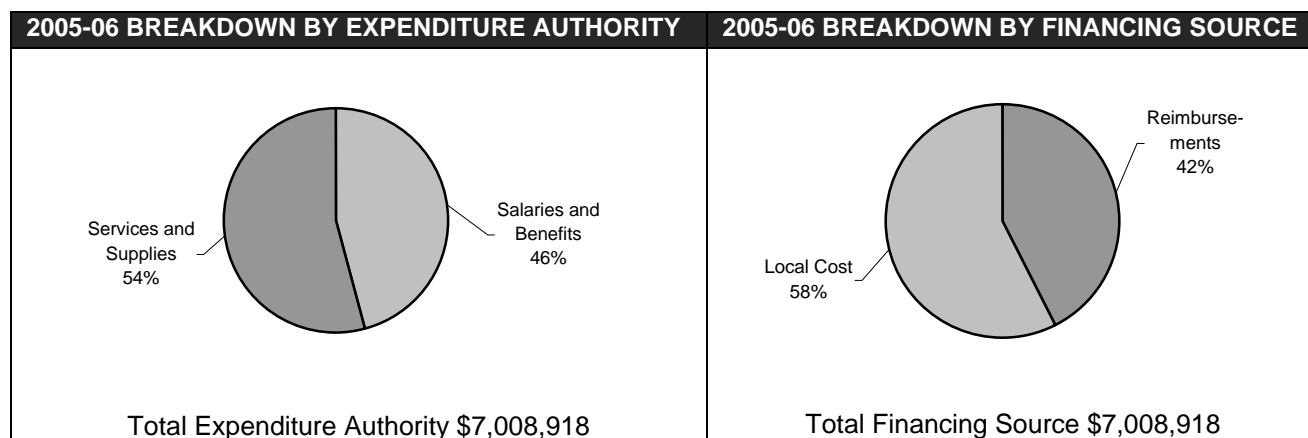 2005-06 BREAKDOWN BY EXPENDITURE AUTHORITY
Services and
Supplies
54%
Salaries and
Benefits
46%
Total Expenditure Authority $7,008,918
2005-06 BREAKDOWN BY FINANCING SOURCE
Reimburse-
ments
42%
Local Cost
58%
Total Financing Source $7,008,918